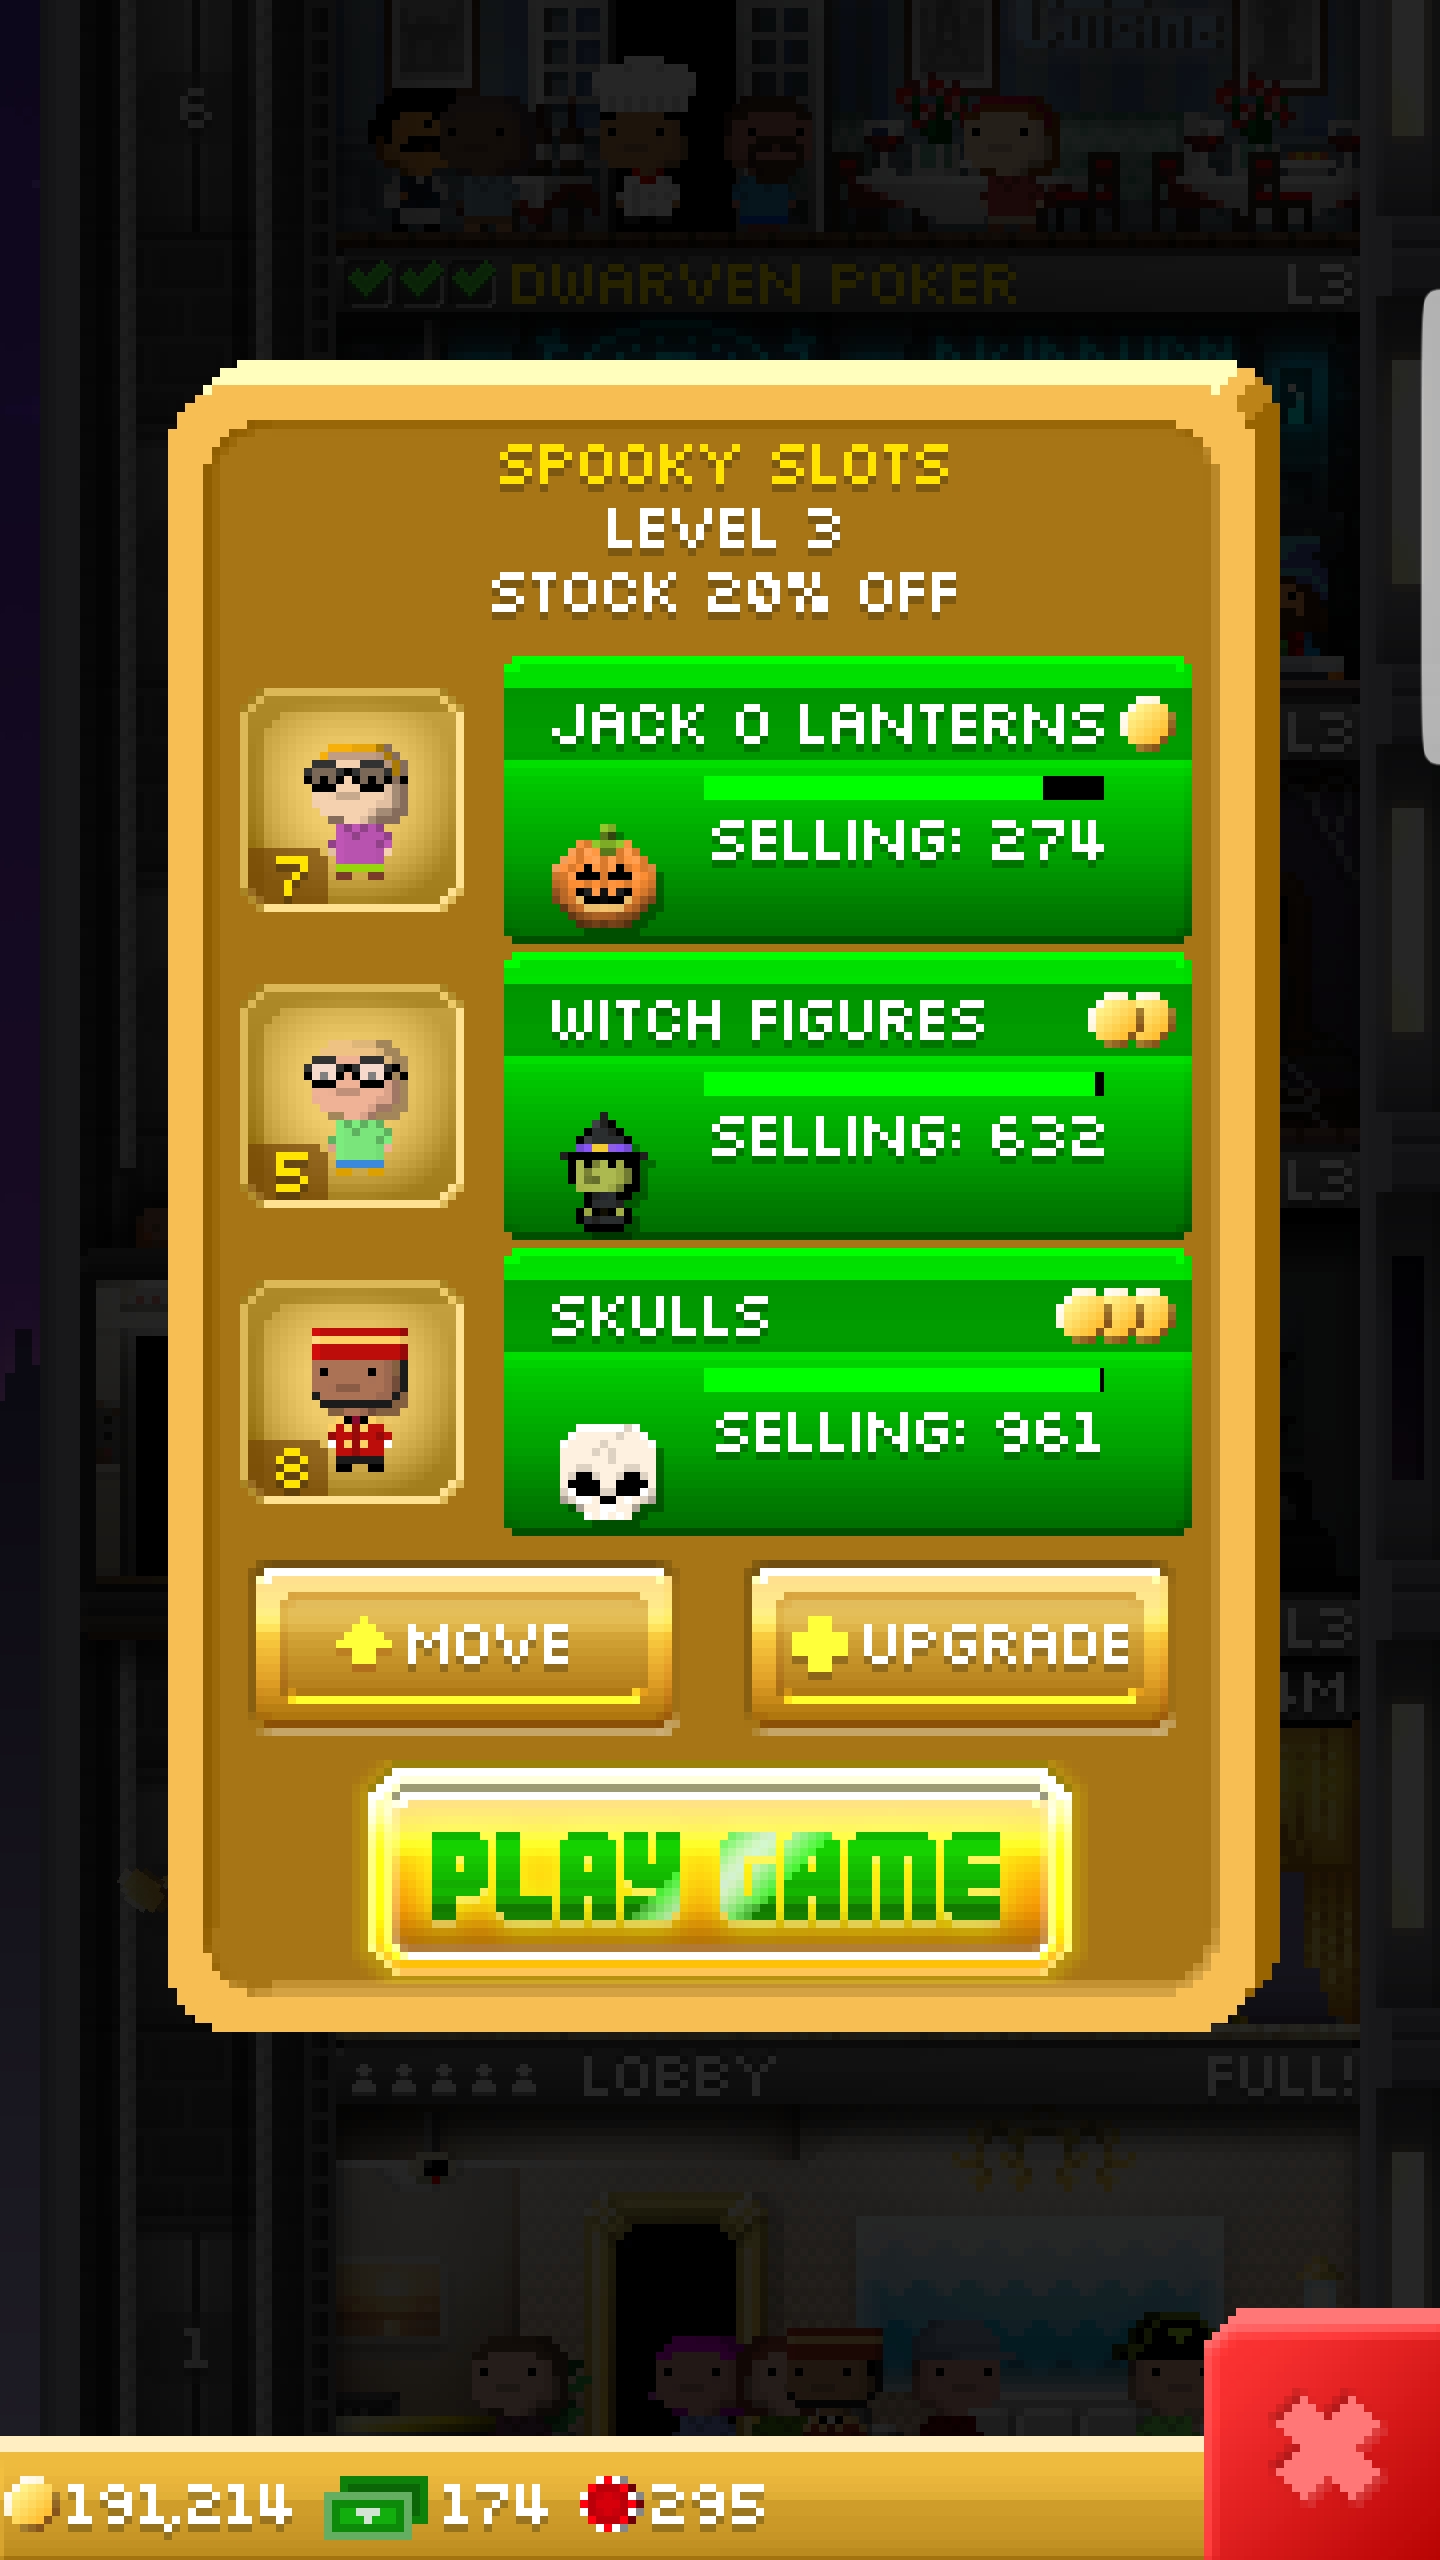 Cuisine
6
DWARVEN POKER L3
SPOOKY SLOTS
LEVEL 3
STOCK 20% OFF
JACK O LANTERNS
L3
SELLING: 274
7
WITCH FIGURES
SELLING: 632
5
L3
SKULLS
SELLING: 961
8
MOVE
UPGRADE
L3
4M
PLAY GAME
LOBBY FULL!
1
191,214 174 295